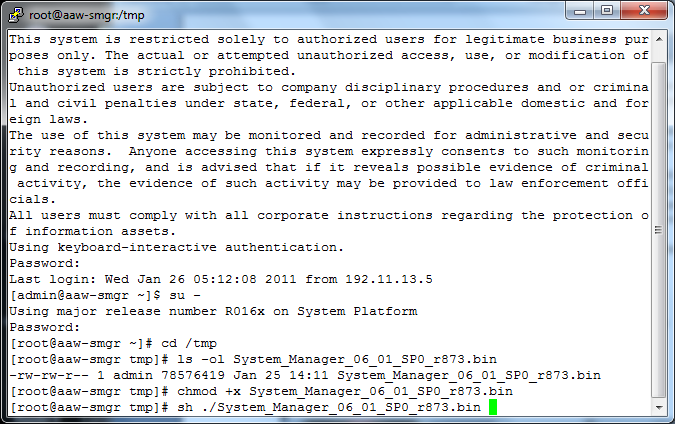 root@aaw-smgr:/tmp
This system is restricted solely to authorized users for legitimate business pur
poses only. The actual or attempted unauthorized access, use, or modification of
 this system is strictly prohibited.
Unauthorized users are subject to company disciplinary procedures and or crimina
l and civil penalties under state, federal, or other applicable domestic and for
eign laws.
The use of this system may be monitored and recorded for administrative and secu
rity reasons.  Anyone accessing this system expressly consents to such monitorin
g and recording, and is advised that if it reveals possible evidence of criminal
 activity, the evidence of such activity may be provided to law enforcement offi
cials.
All users must comply with all corporate instructions regarding the protection o
f information assets.
Using keyboard-interactive authentication.
Password:
Last login: Wed Jan 26 05:12:08 2011 from 192.11.13.5
[admin@aaw-smgr ~]$ su -
Using major release number R016x on System Platform
Password:
[root@aaw-smgr ~]# cd /tmp
[root@aaw-smgr tmp]# ls -ol System_Manager_06_01_SP0_r873.bin
-rw-rw-r-- 1 admin 78576419 Jan 25 14:11 System_Manager_06_01_SP0_r873.bin
[root@aaw-smgr tmp]# chmod +x System_Manager_06_01_SP0_r873.bin
[root@aaw-smgr tmp]# sh ./System_Manager_06_01_SP0_r873.bin